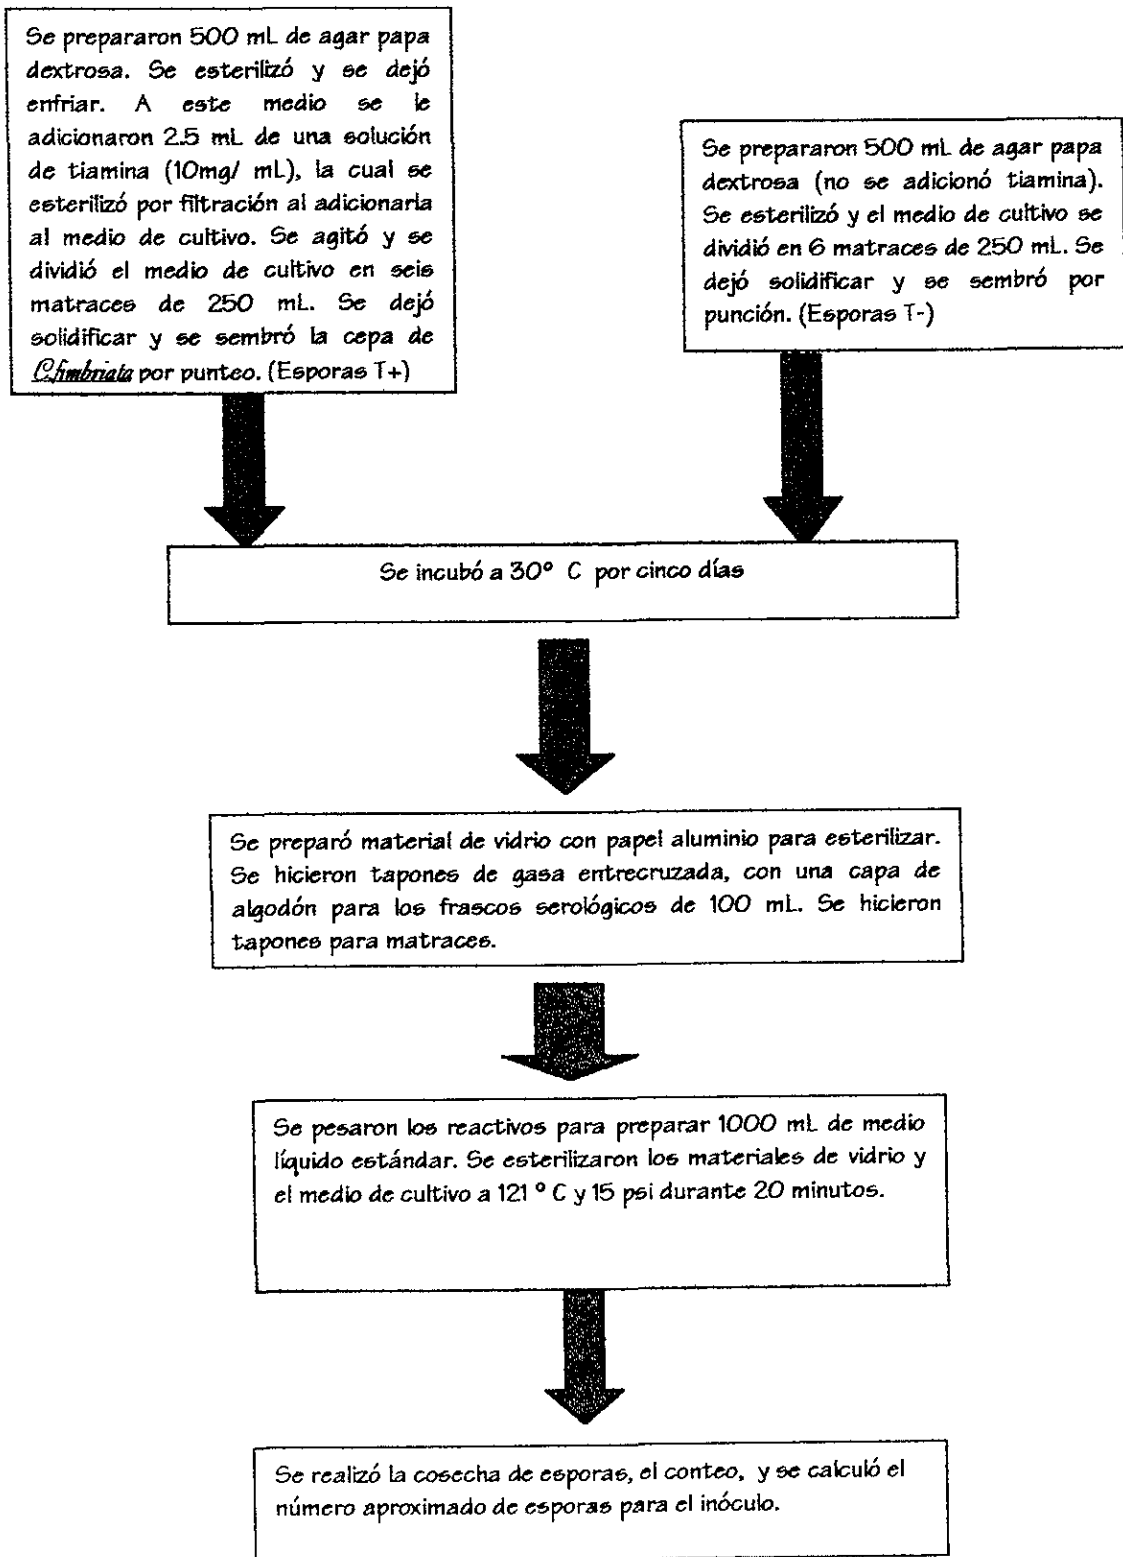 Se prepararon 500 mL de agar papa
dextrosa. Se esterilizó y se dejó
enfriar. A este medio se le
adicionaron 2.5 mL de una solución
de tiamina (10mg/ mL), la cual se
esterilizó por filtración al adicionarla
al medio de cultivo. Se agitó y se
dividió el medio de cultivo en seis
matraces de 250 mL. Se dejó
solidificar y se sembró la cepa de
C.fimbriata por punteo. (Esporas T+)
Se prepararon 500 mL de agar papa
dextrosa (no se adicionó tiamina).
Se esterilizó y el medio de cultivo se
dividió en 6 matraces de 250 mL. Se
dejó solidificar y se sembró por
punción. (Esporas T-)
Se incubó a 30º C por cinco días
Se preparó material de vidrio con papel aluminio para esterilizar.
Se hicieron tapones de gasa entrecruzada, con una capa de
algodón para los frascos serológicos de 100 mL. Se hicieron
tapones para matraces.
Se pesaron los reactivos para preparar 1000 mL de medio
líquido estándar. Se esterilizaron los materiales de vidrio y
el medio de cultivo a 121 º C y 15 psi durante 20 minutos.
Se realizó la cosecha de esporas, el conteo, y se calculó el
número aproximado de esporas para el inóculo.